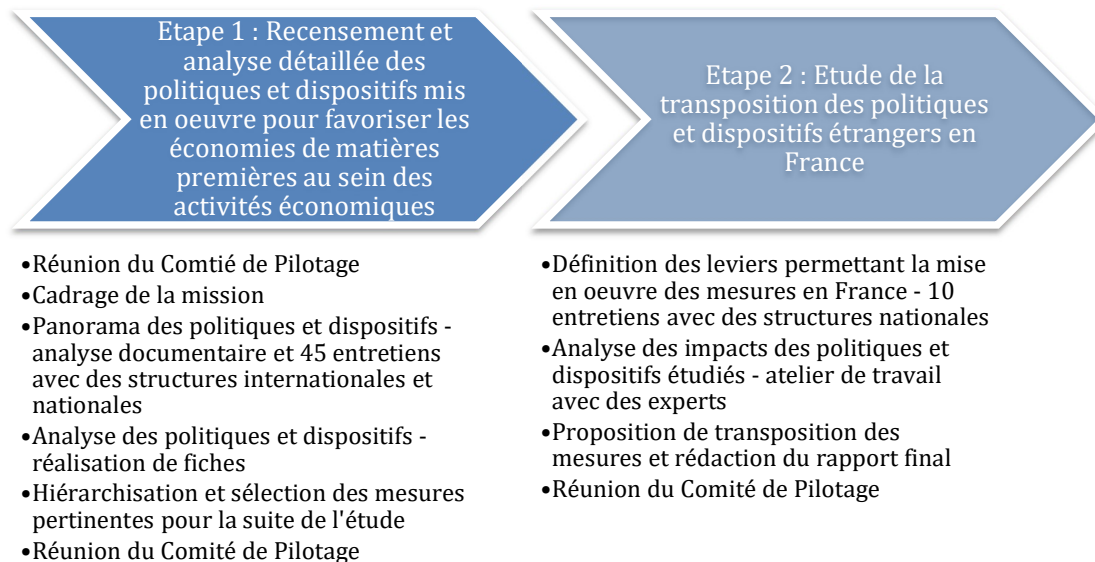 Etape 1 : Recensement et
analyse détaillée des
politiques et dispositifs mis
en oeuvre pour favoriser les
économies de matières
premières au sein des
activités économiques
•Réunion du Comtié de Pilotage
•Cadrage de la mission
•Panorama des politiques et dispositifs -
analyse documentaire et 45 entretiens
avec des structures internationales et
nationales
•Analyse des politiques et dispositifs -
réalisation de fiches
•Hiérarchisation et sélection des mesures
pertinentes pour la suite de l'étude
•Réunion du Comité de Pilotage
Etape 2 : Etude de la
transposition des politiques
et dispositifs étrangers en
France
•Définition des leviers permettant la mise
en oeuvre des mesures en France - 10
entretiens avec des structures nationales
•Analyse des impacts des politiques et
dispositifs étudiés - atelier de travail
avec des experts
•Proposition de transposition des
mesures et rédaction du rapport final
•Réunion du Comité de Pilotage